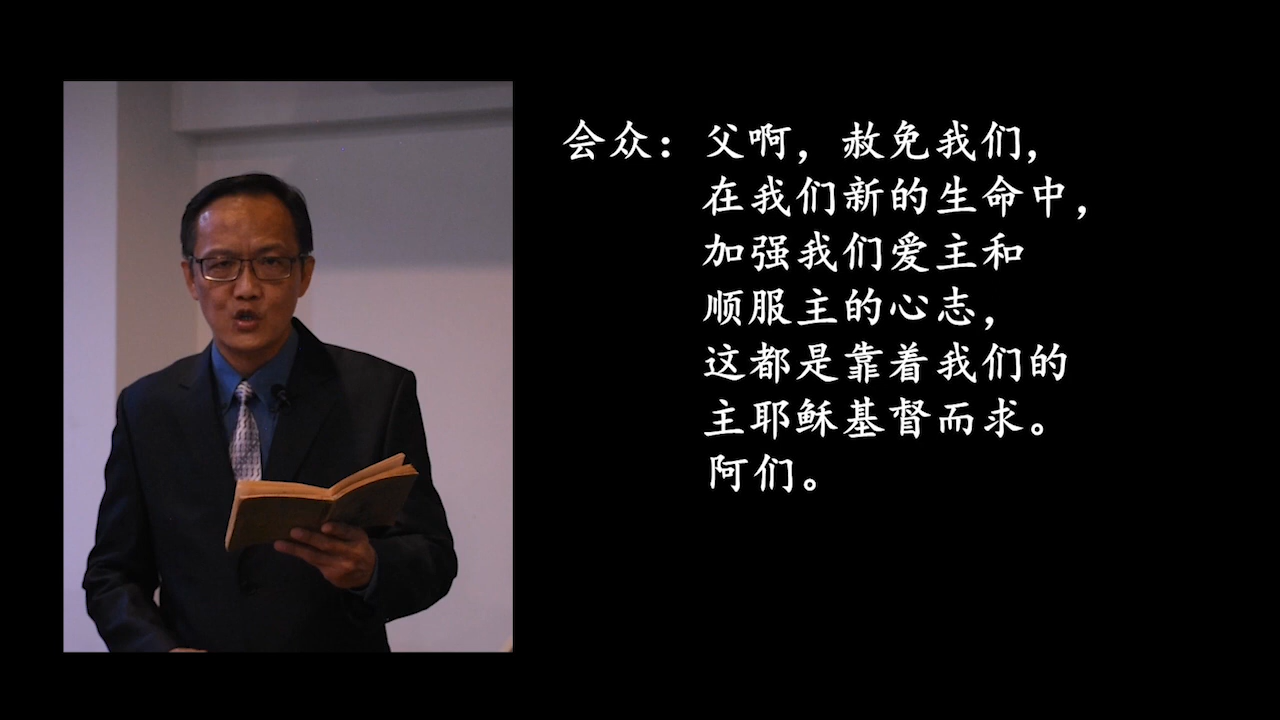 会众：父啊，赦免我们，
在我们新的生命中，
加强我们爱主和
顺服主的心志，
这都是靠着我们的
主耶稣基督而求。
阿们。